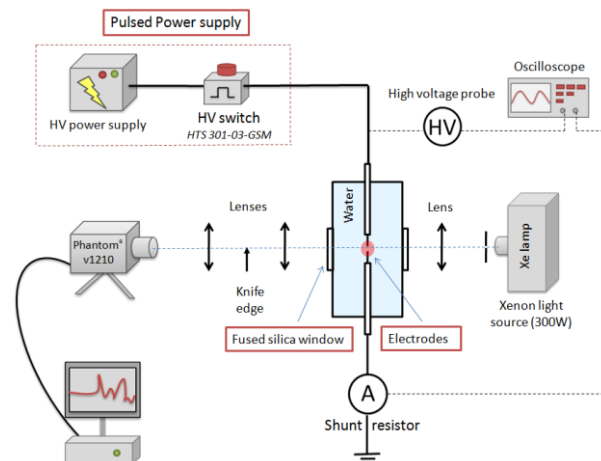 Pulsed Power supply
HV power supply
HV switch
HTS 301-03-GSM
High voltage probe
HV
Oscilloscope
Phantom®
v1210
Lenses
Water
Lens
Xe lamp
Knife
edge
Xenon light
source (300W)
Fused silica window
Electrodes
A
Shunt resistor